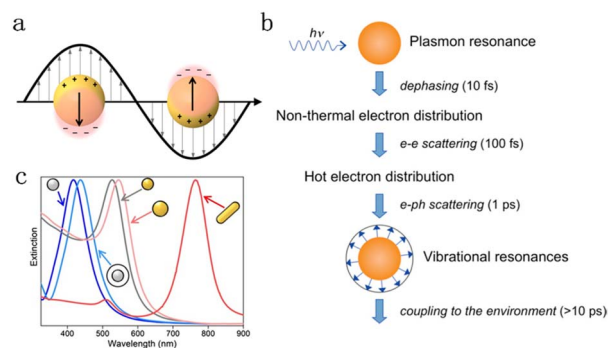 a
+ + + +
- - - - -
- - - - -
+ + + +
b
hν
Plasmon resonance
dephasing (10 fs)
Non-thermal electron distribution
e-e scattering (100 fs)
Hot electron distribution
e-ph scattering (1 ps)
Vibrational resonances
coupling to the environment (>10 ps)
c
Extinction
400 500 600 700 800 900
Wavelength (nm)